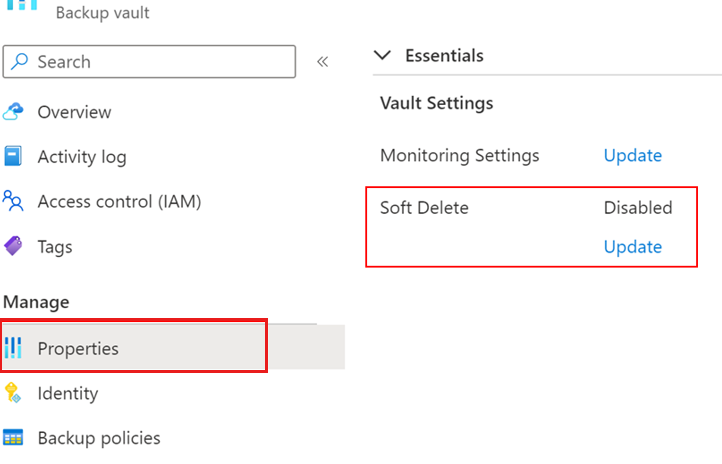 Backup vault
Search
«
Overview
Activity log
Access control (IAM)
Tags
Manage
Properties
Identity
Backup policies
Essentials
Vault Settings
Monitoring Settings Update
Soft Delete Disabled
Update